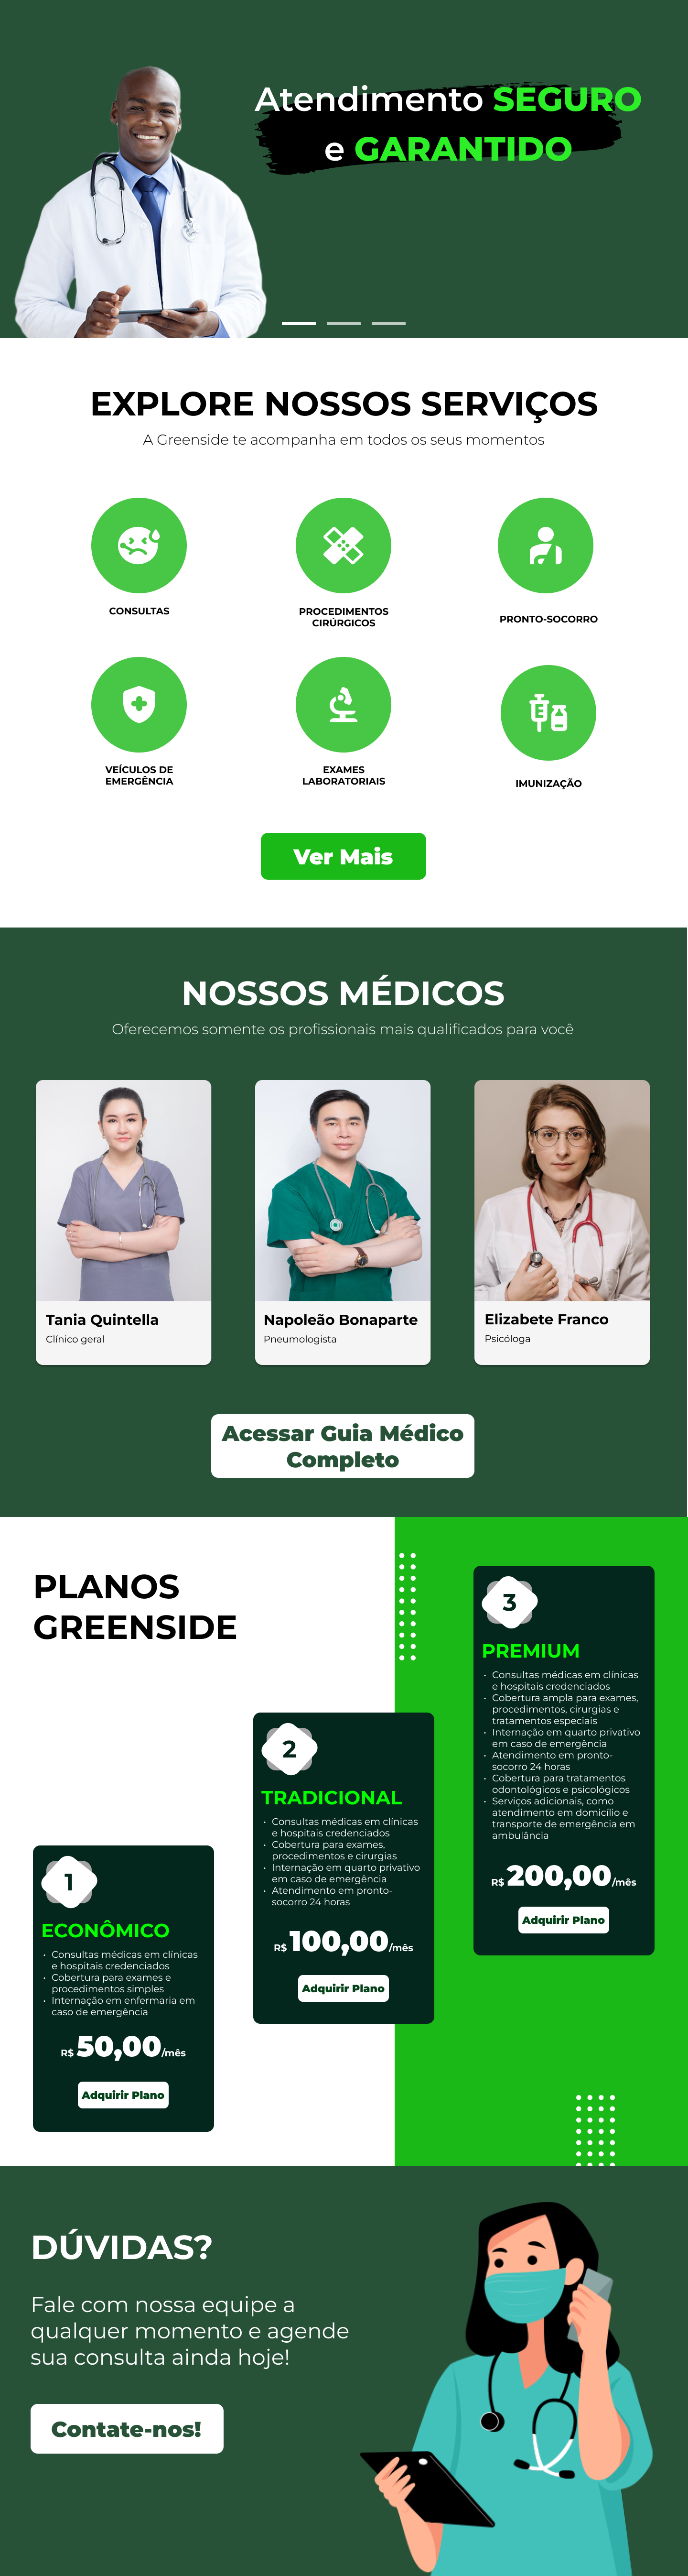 Atendimento SEGURO
e GARANTIDO
EXPLORE NOSSOS SERVIÇOS
A Greenside te acompanha em todos os seus momentos
CONSULTAS
PROCEDIMENTOS
CIRÚRGICOS
PRONTO-SOCORRO
VEÍCULOS DE
EMERGÊNCIA
EXAMES
LABORATORIAIS
IMUNIZAÇÃO
Ver Mais
NOSSOS MÉDICOS
Oferecemos somente os profissionais mais qualificados para você
Tania Quintella
Clínico geral
Napoleão Bonaparte
Pneumologista
Elizabete Franco
Psicóloga
Acessar Guia Médico
Completo
PLANOS
GREENSIDE
1
ECONÔMICO
• Consultas médicas em clínicas
e hospitais credenciados
• Cobertura para exames e
procedimentos simples
• Internação em enfermaria em
caso de emergência
R$ 50,00/mês
Adquirir Plano
2
TRADICIONAL
• Consultas médicas em clínicas
e hospitais credenciados
• Cobertura para exames,
procedimentos e cirurgias
• Internação em quarto privativo
em caso de emergência
• Atendimento em pronto-
socorro 24 horas
R$ 100,00/mês
Adquirir Plano
3
PREMIUM
• Consultas médicas em clínicas
e hospitais credenciados
• Cobertura ampla para exames,
procedimentos, cirurgias e
tratamentos especiais
• Internação em quarto privativo
em caso de emergência
• Atendimento em pronto-
socorro 24 horas
• Cobertura para tratamentos
odontológicos e psicológicos
• Serviços adicionais, como
atendimento em domicílio e
transporte de emergência em
ambulância
R$ 200,00/mês
Adquirir Plano
DÚVIDAS?
Fale com nossa equipe a
qualquer momento e agende
sua consulta ainda hoje!
Contate-nos!